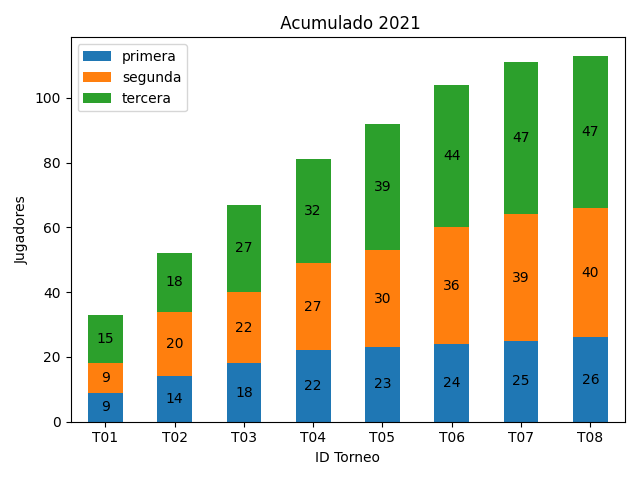 Acumulado 2021
primera
segunda
tercera
Jugadores
100
80
60
40
20
0
15 18 27 32 39 44 47 47
9 20 22 27 30 36 39 40
9 14 18 22 23 24 25 26
T01 T02 T03 T04 T05 T06 T07 T08
ID Torneo